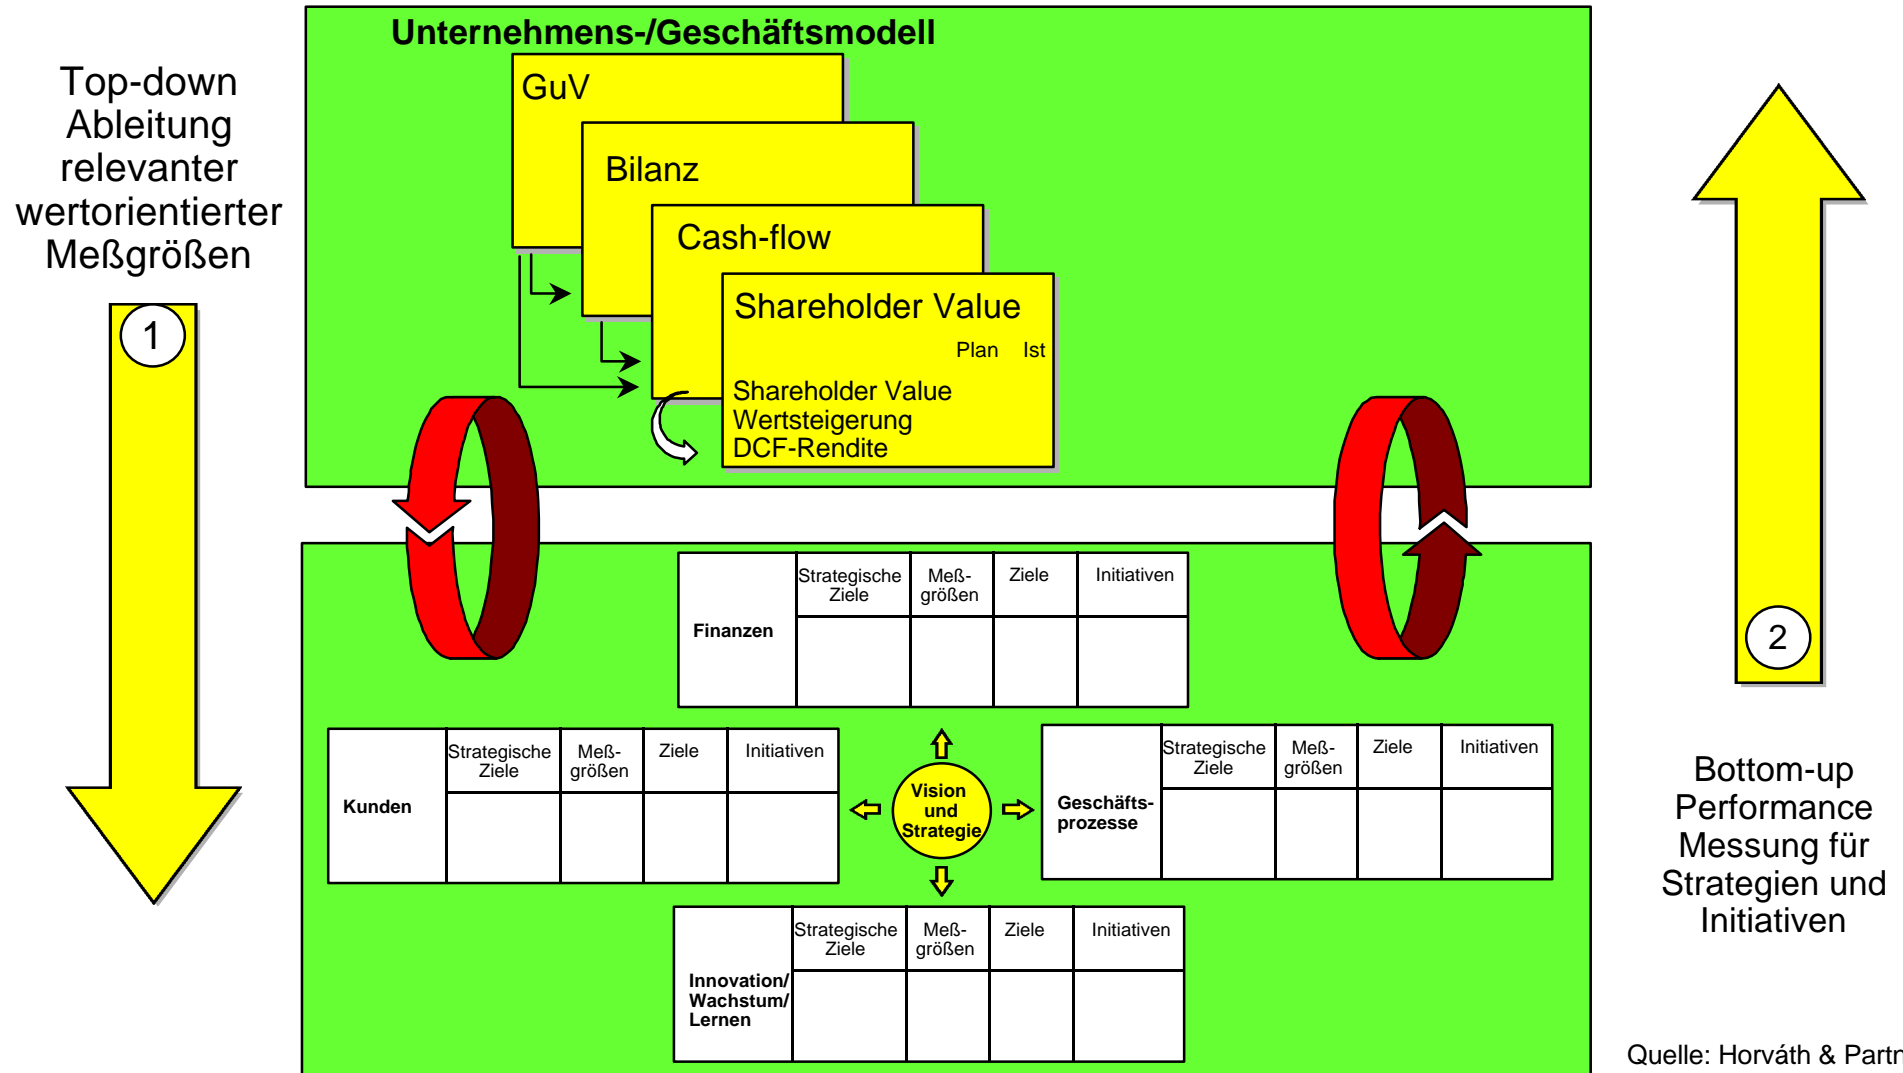 Unternehmens-/Geschäftsmodell
Top-down
Ableitung
relevanter
wertorientierter
Meßgrößen
1
GuV
Bilanz
Cash-flow
Shareholder Value
Plan Ist
Shareholder Value
Wertsteigerung
DCF-Rendite
Finanzen
Strategische
Ziele
Meß-
größen
Ziele
Initiativen
Kunden
Strategische
Ziele
Meß-
größen
Ziele
Initiativen
Vision
und
Strategie
Geschäfts-
prozesse
Strategische
Ziele
Meß-
größen
Ziele
Initiativen
Innovation/
Wachstum/
Lernen
Strategische
Ziele
Meß-
größen
Ziele
Initiativen
2
Bottom-up
Performance
Messung für
Strategien und
Initiativen
Quelle: Horváth & Partn